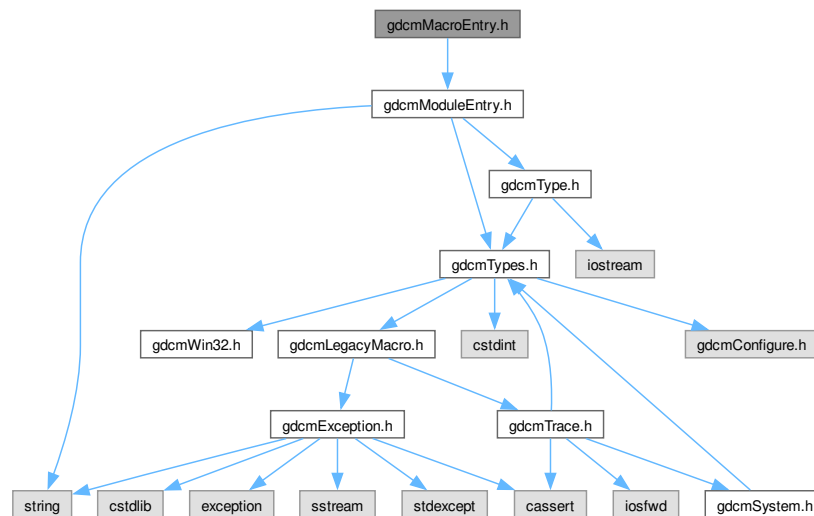 gdcmMacroEntry.h
gdcmModuleEntry.h
gdcmType.h
gdcmTypes.h
iostream
gdcmWin32.h
gdcmLegacyMacro.h
cstdint
gdcmConfigure.h
gdcmException.h
gdcmTrace.h
string
cstdlib
exception
sstream
stdexcept
cassert
iosfwd
gdcmSystem.h